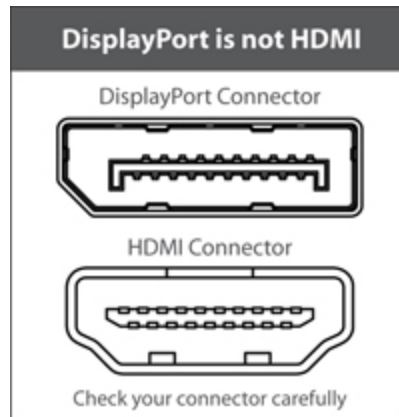 DisplayPort is not HDMI
DisplayPort Connector
HDMI Connector
Check your connector carefully